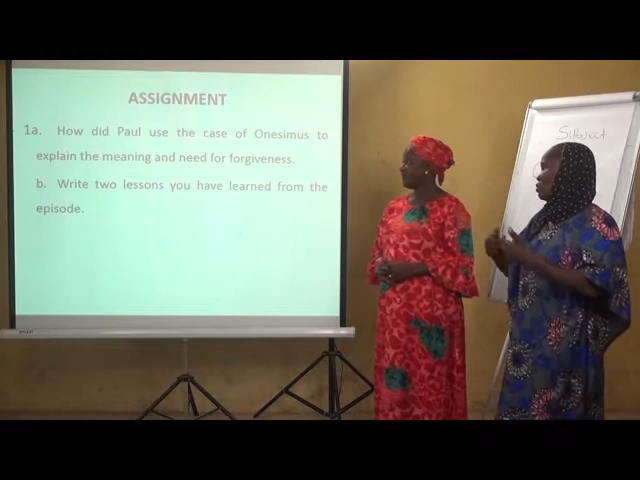 ASSIGNMENT
1a. How did Paul use the case of Onesimus to
explain the meaning and need for forgiveness.
b. Write two lessons you have learned from the
episode.
Subject